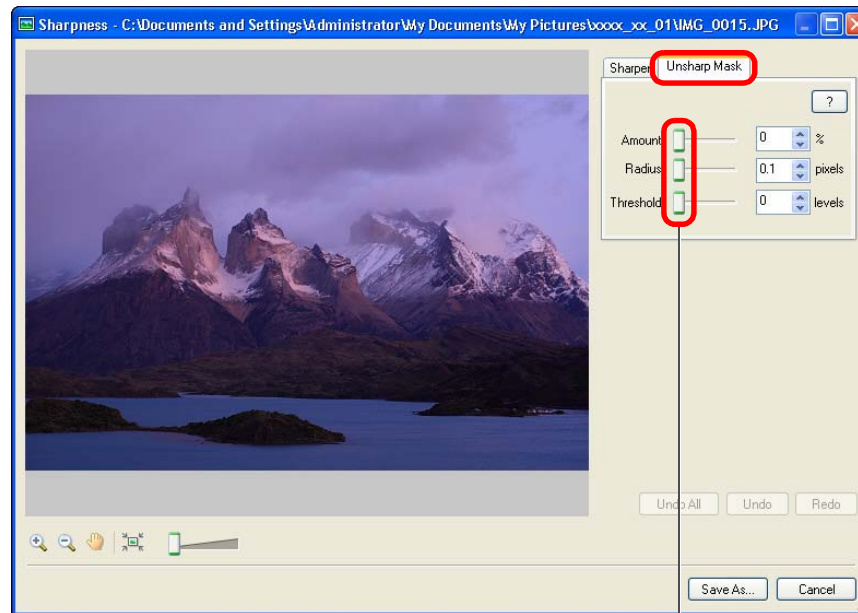 Sharpness - C:\Documents and Settings\Administrator\My Documents\My Pictures\xxxx_xx_01\IMG_0015.JPG
Sharpen Unsharp Mask
?
Amount 0 %
Radius 0.1 pixels
Threshold 0 levels
Undo All Undo Redo
Save As... Cancel